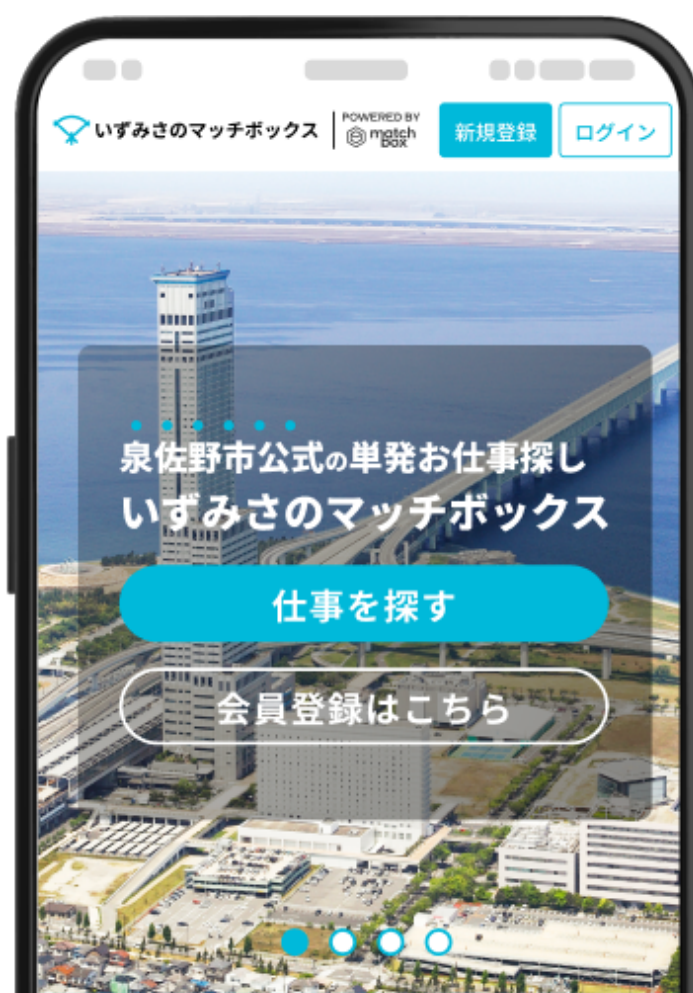 いずみさのマッチボックス
POWERED BY
match
box
新規登録
ログイン
泉佐野市公式の単発お仕事探し
いずみさのマッチボックス
仕事を探す
会員登録はこちら